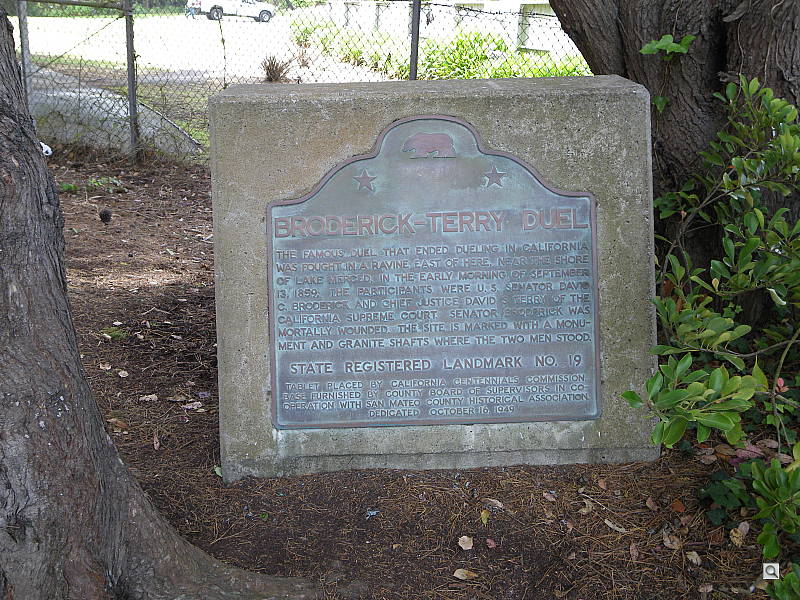 BRODERICK-TERRY DUEL
THE FAMOUS DUEL THAT ENDED DUELING IN CALIFORNIA
WAS FOUGHT IN A RAVINE EAST OF HERE, NEAR THE SHORE
OF LAKE MERCED, IN THE EARLY MORNING OF SEPTEMBER
13, 1859. THE PARTICIPANTS WERE U.S. SENATOR DAVID
C. BRODERICK AND CHIEF JUSTICE DAVID S. TERRY OF THE
CALIFORNIA SUPREME COURT. SENATOR BRODERICK WAS
MORTALLY WOUNDED. THE SITE IS MARKED WITH A MONU-
MENT AND GRANITE SHAFTS WHERE THE TWO MEN STOOD.
STATE REGISTERED LANDMARK NO. 19
TABLET PLACED BY CALIFORNIA CENTENNIALS COMMISSION.
BASE FURNISHED BY COUNTY BOARD OF SUPERVISORS IN CO-
OPERATION WITH SAN MATEO COUNTY HISTORICAL ASSOCIATION.
DEDICATED OCTOBER 16, 1949